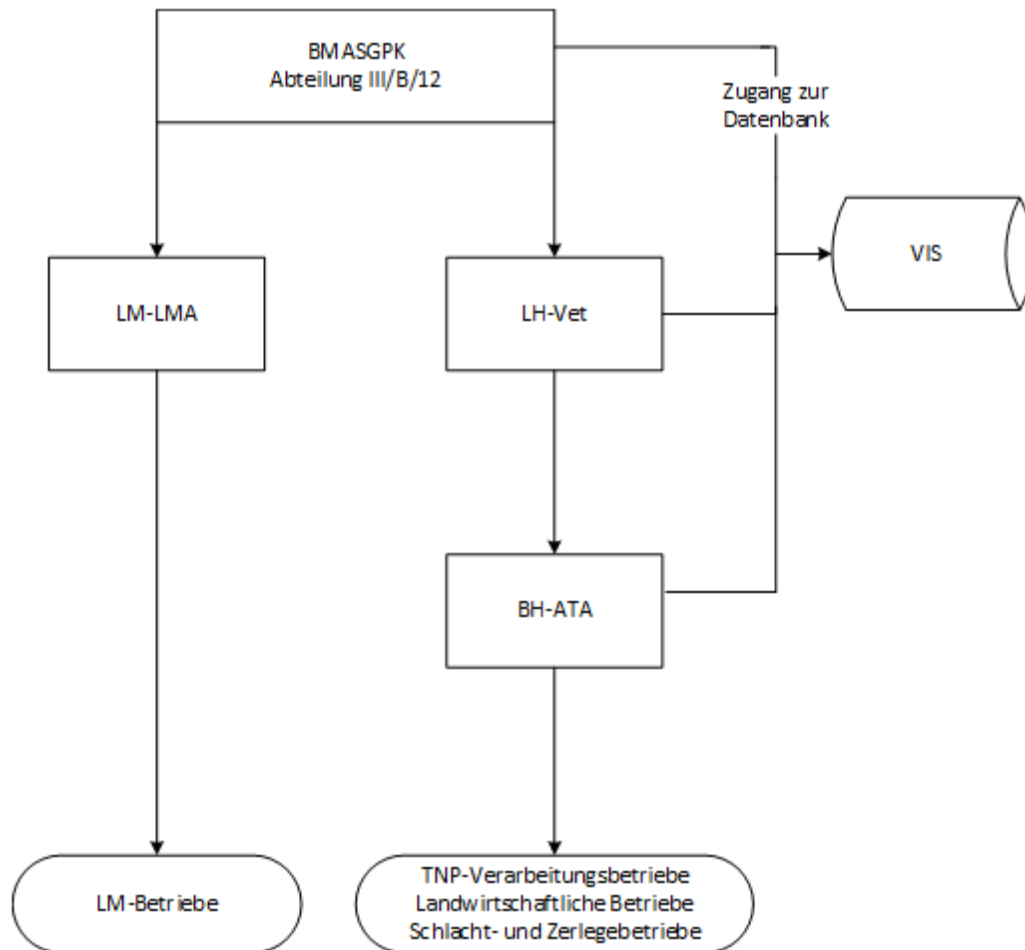 BMASGPK
Abteilung III/B/12
Zugang zur
Datenbank
VIS
LM-LMA
LH-Vet
BH-ATA
LM-Betriebe
TNP-Verarbeitungsbetriebe
Landwirtschaftliche Betriebe
Schlacht- und Zerlegebetriebe